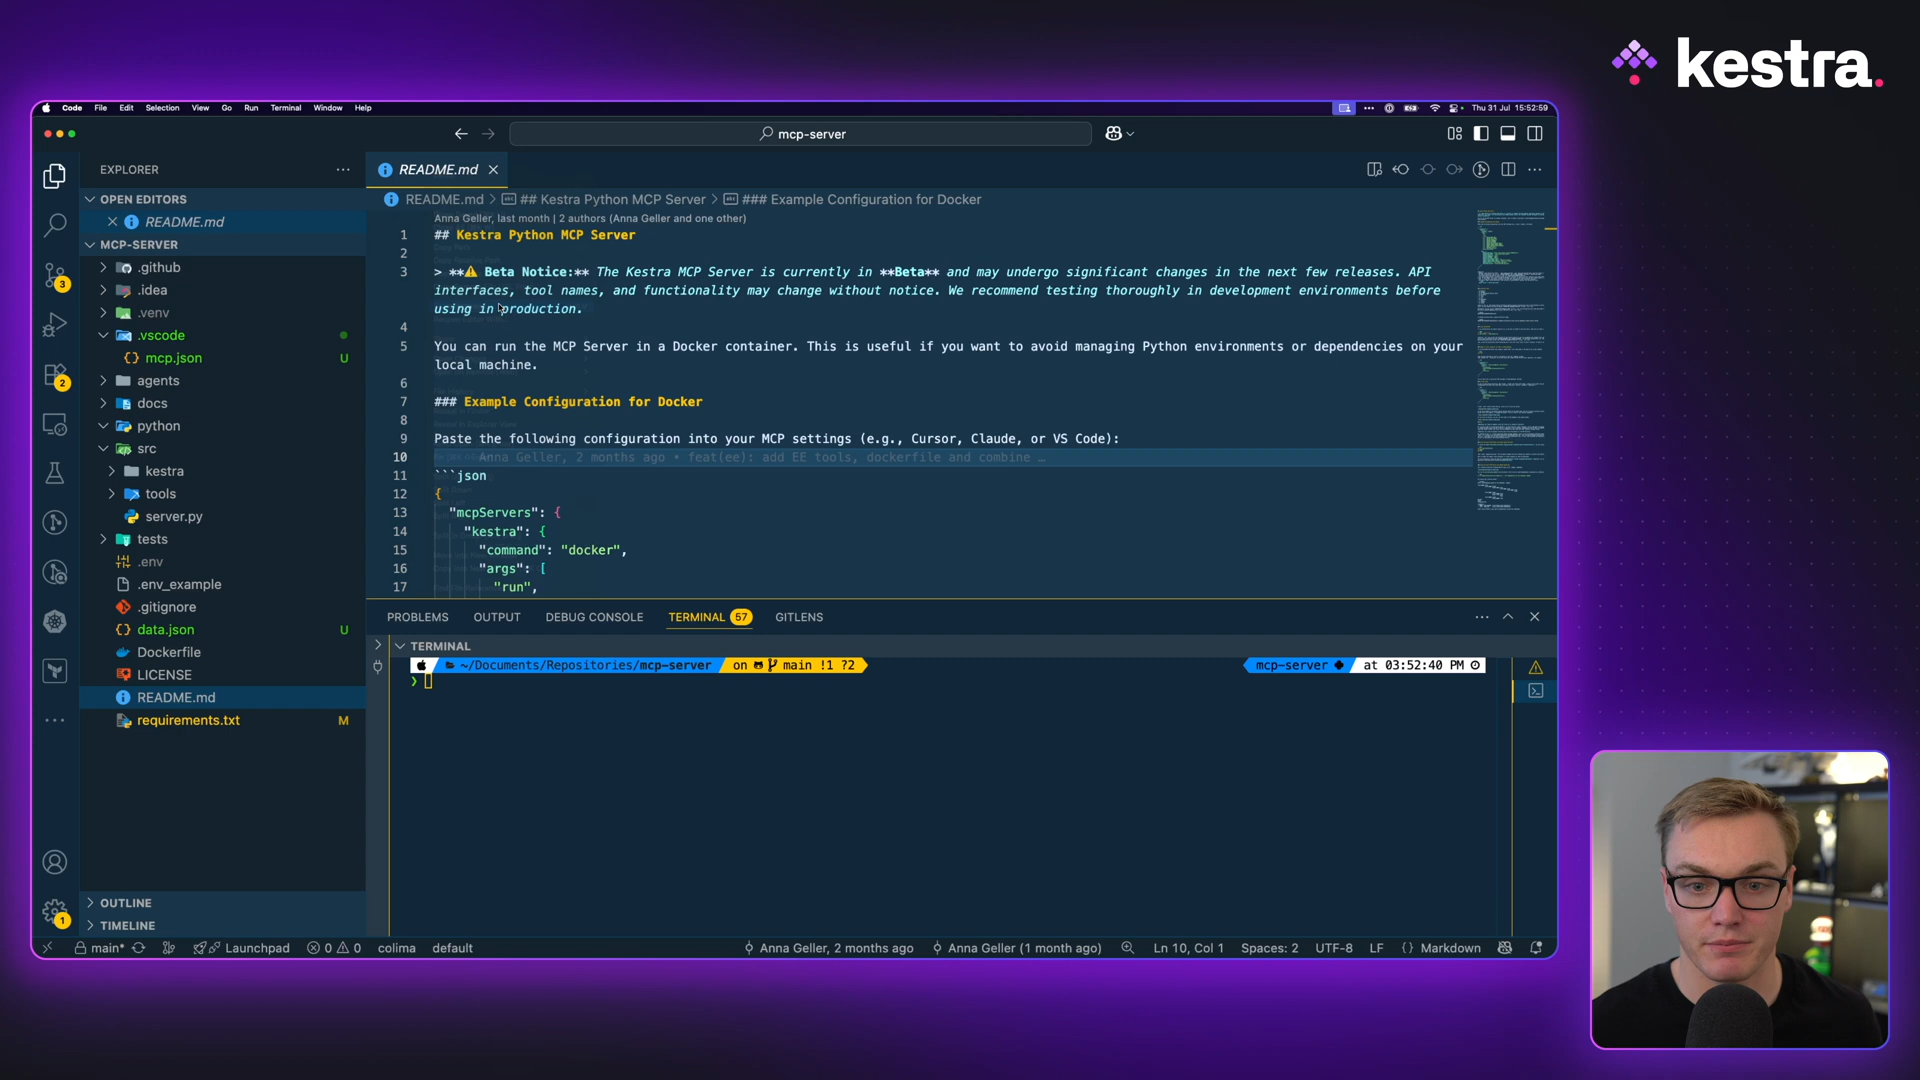 kestra.
Code File Edit Selection View Go Run Terminal Window Help
Thu 31 Jul 15:52:59
mcp-server
EXPLORER
README.md
README.md > ## Kestra Python MCP Server > ### Example Configuration for Docker
OPEN EDITORS
README.md
MCP-SERVER
.github
.idea
.venv
.vscode
mcp.json U
agents
docs
python
src
kestra
tools
server.py
tests
.env
.env_example
.gitignore
data.json U
Dockerfile
LICENSE
README.md
requirements.txt M
OUTLINE
TIMELINE
3
2
1
Anna Geller, last month | 2 authors (Anna Geller and one other)
1 ## Kestra Python MCP Server
2
3 > **⚠️ Beta Notice:** The Kestra MCP Server is currently in **Beta** and may undergo significant changes in the next few releases. API
interfaces, tool names, and functionality may change without notice. We recommend testing thoroughly in development environments before
using in production.
4
5 You can run the MCP Server in a Docker container. This is useful if you want to avoid managing Python environments or dependencies on your
local machine.
6
7 ### Example Configuration for Docker
8
9 Paste the following configuration into your MCP settings (e.g., Cursor, Claude, or VS Code):
10 Anna Geller, 2 months ago • feat(ee): add EE tools, dockerfile and combine …
11 ```json
12 {
13 "mcpServers": {
14 "kestra": {
15 "command": "docker",
16 "args": [
17 "run",
PROBLEMS OUTPUT DEBUG CONSOLE TERMINAL 57 GITLENS
TERMINAL
~/Documents/Repositories/mcp-server on main !1 ?2
mcp-server at 03:52:40 PM
❯
main* Launchpad 0 0 colima default
Anna Geller, 2 months ago Anna Geller (1 month ago) Ln 10, Col 1 Spaces: 2 UTF-8 LF {} Markdown